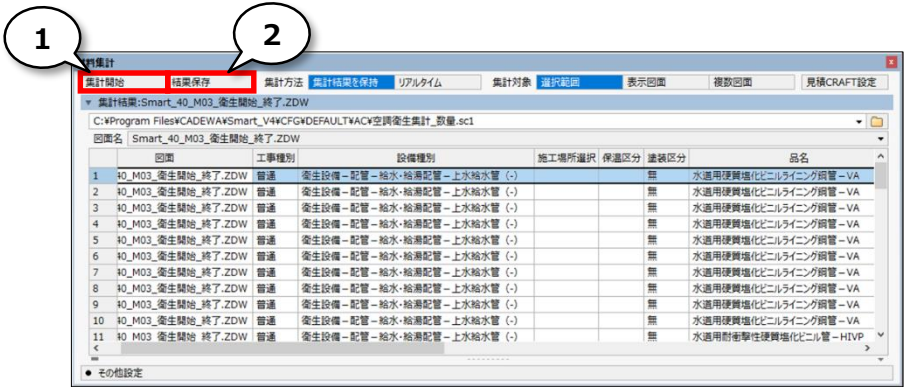 1
2
材料集計
集計開始 結果保存 集計方法 集計結果を保持 リアルタイム 集計対象 選択範囲 表示図面 複数図面 見積CRAFT設定
集計結果:Smart_40_M03_衛生開始_終了.ZDW
C:¥Program Files¥CADEWA¥Smart_V4¥CFG¥DEFAULT¥AC¥空調衛生集計_数量.sc1
図面名 Smart_40_M03_衛生開始_終了.ZDW
図面 工事種別 設備種別 施工場所選択 保温区分 塗装区分 品名
1 40_M03_衛生開始_終了.ZDW 普通 衛生設備－配管－給水・給湯配管－上水給水管 (-) 無 水道用硬質塩化ビニルライニング鋼管－VA
2 40_M03_衛生開始_終了.ZDW 普通 衛生設備－配管－給水・給湯配管－上水給水管 (-) 無 水道用硬質塩化ビニルライニング鋼管－VA
3 40_M03_衛生開始_終了.ZDW 普通 衛生設備－配管－給水・給湯配管－上水給水管 (-) 無 水道用硬質塩化ビニルライニング鋼管－VA
4 40_M03_衛生開始_終了.ZDW 普通 衛生設備－配管－給水・給湯配管－上水給水管 (-) 無 水道用硬質塩化ビニルライニング鋼管－VA
5 40_M03_衛生開始_終了.ZDW 普通 衛生設備－配管－給水・給湯配管－上水給水管 (-) 無 水道用硬質塩化ビニルライニング鋼管－VA
6 40_M03_衛生開始_終了.ZDW 普通 衛生設備－配管－給水・給湯配管－上水給水管 (-) 無 水道用硬質塩化ビニルライニング鋼管－VA
7 40_M03_衛生開始_終了.ZDW 普通 衛生設備－配管－給水・給湯配管－上水給水管 (-) 無 水道用硬質塩化ビニルライニング鋼管－VA
8 40_M03_衛生開始_終了.ZDW 普通 衛生設備－配管－給水・給湯配管－上水給水管 (-) 無 水道用硬質塩化ビニルライニング鋼管－VA
9 40_M03_衛生開始_終了.ZDW 普通 衛生設備－配管－給水・給湯配管－上水給水管 (-) 無 水道用硬質塩化ビニルライニング鋼管－VA
10 40_M03_衛生開始_終了.ZDW 普通 衛生設備－配管－給水・給湯配管－上水給水管 (-) 無 水道用硬質塩化ビニルライニング鋼管－VA
11 40_M03_衛生開始_終了.ZDW 普通 衛生設備－配管－給水・給湯配管－上水給水管 (-) 無 水道用耐衝撃性硬質塩化ビニル管－HIVP
● その他設定